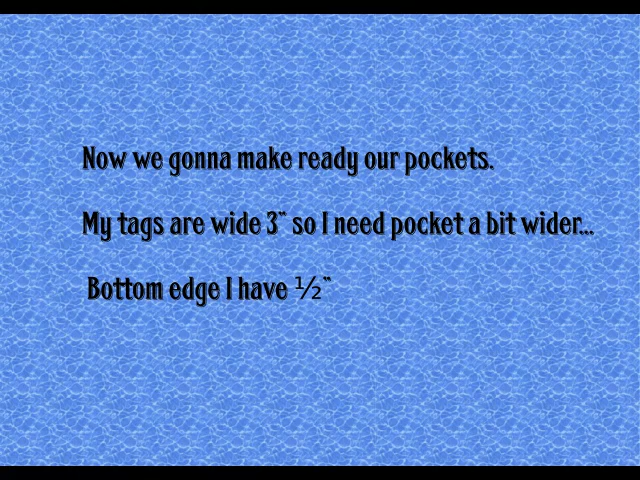 Now we gonna make ready our pockets.
My tags are wide 3" so I need pocket a bit wider...
Bottom edge I have ½"